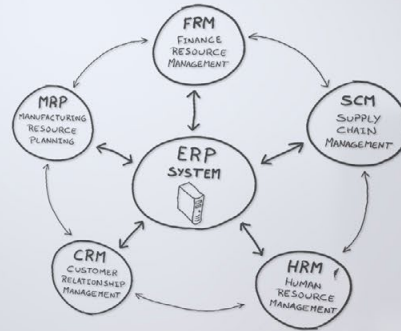 FRM
FINANCE
RESOURCE
MANAGEMENT
MRP
MANUFACTURING
RESOURCE
PLANNING
SCM
SUPPLY
CHAIN
MANAGEMENT
ERP
SYSTEM
CRM
CUSTOMER
RELATIONSHIP
MANAGEMENT
HRM
HUMAN
RESOURCE
MANAGEMENT